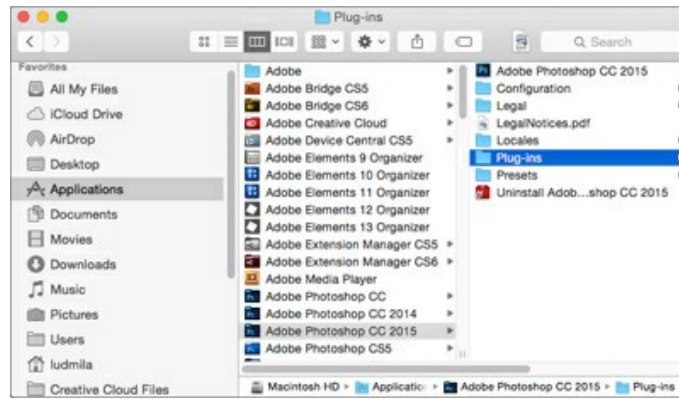 Plug-ins
Q Search
Favorites
All My Files
iCloud Drive
AirDrop
Desktop
Applications
Documents
Movies
Downloads
Music
Pictures
Users
ludmila
Creative Cloud Files
Adobe
Adobe Bridge CS5
Adobe Bridge CS6
Adobe Creative Cloud
Adobe Device Central CS5
Adobe Elements 9 Organizer
Adobe Elements 10 Organizer
Adobe Elements 11 Organizer
Adobe Elements 12 Organizer
Adobe Elements 13 Organizer
Adobe Extension Manager CS5
Adobe Extension Manager CS6
Adobe Media Player
Adobe Photoshop CC
Adobe Photoshop CC 2014
Adobe Photoshop CC 2015
Adobe Photoshop CS5
Adobe Photoshop CC 2015
Configuration
Legal
LegalNotices.pdf
Locales
Plug-ins
Presets
Uninstall Adob...shop CC 2015
Macintosh HD Applicatio Adobe Photoshop CC 2015 Plug-ins